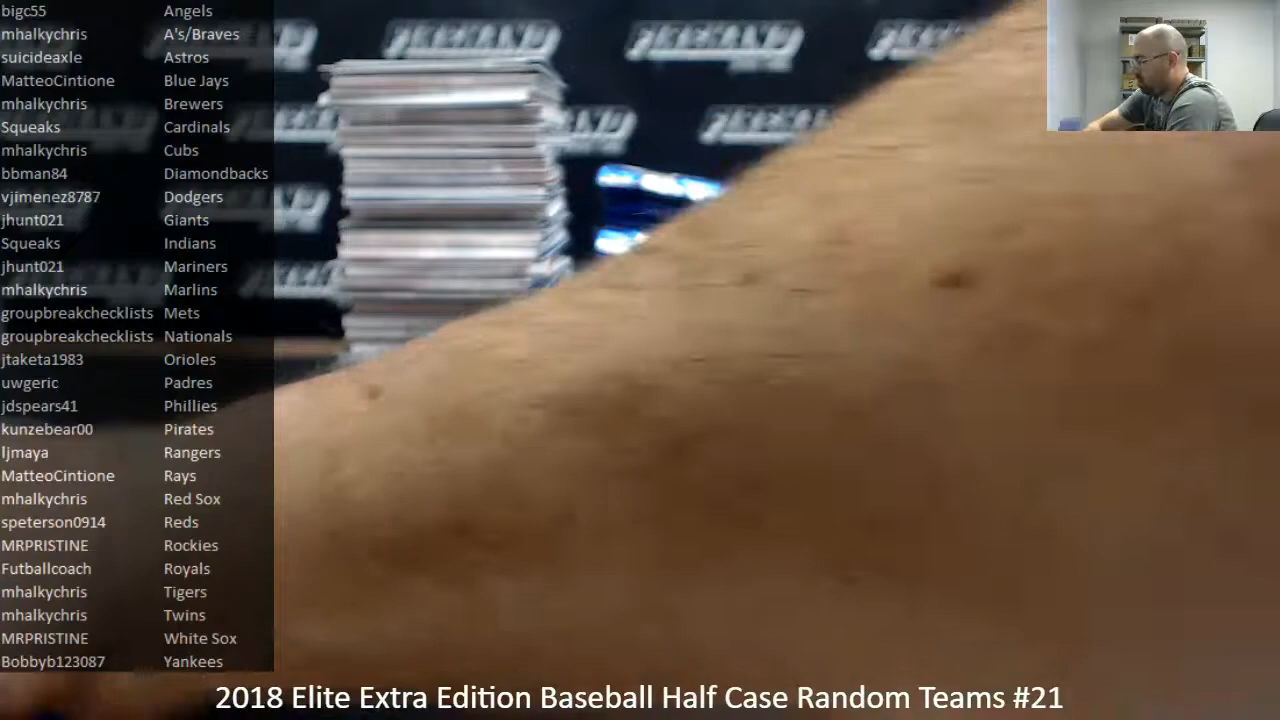 bigc55 Angels
mhalkychris A's/Braves
suicideaxle Astros
MatteoCintione Blue Jays
mhalkychris Brewers
Squeaks Cardinals
mhalkychris Cubs
bbman84 Diamondbacks
vjimenez8787 Dodgers
jhunt021 Giants
Squeaks Indians
jhunt021 Mariners
mhalkychris Marlins
groupbreakchecklists Mets
groupbreakchecklists Nationals
jtaketa1983 Orioles
uwgeric Padres
jdspears41 Phillies
kunzebear00 Pirates
ljmaya Rangers
MatteoCintione Rays
mhalkychris Red Sox
speterson0914 Reds
MRPRISTINE Rockies
Futballcoach Royals
mhalkychris Tigers
mhalkychris Twins
MRPRISTINE White Sox
Bobbyb123087 Yankees
2018 Elite Extra Edition Baseball Half Case Random Teams #21